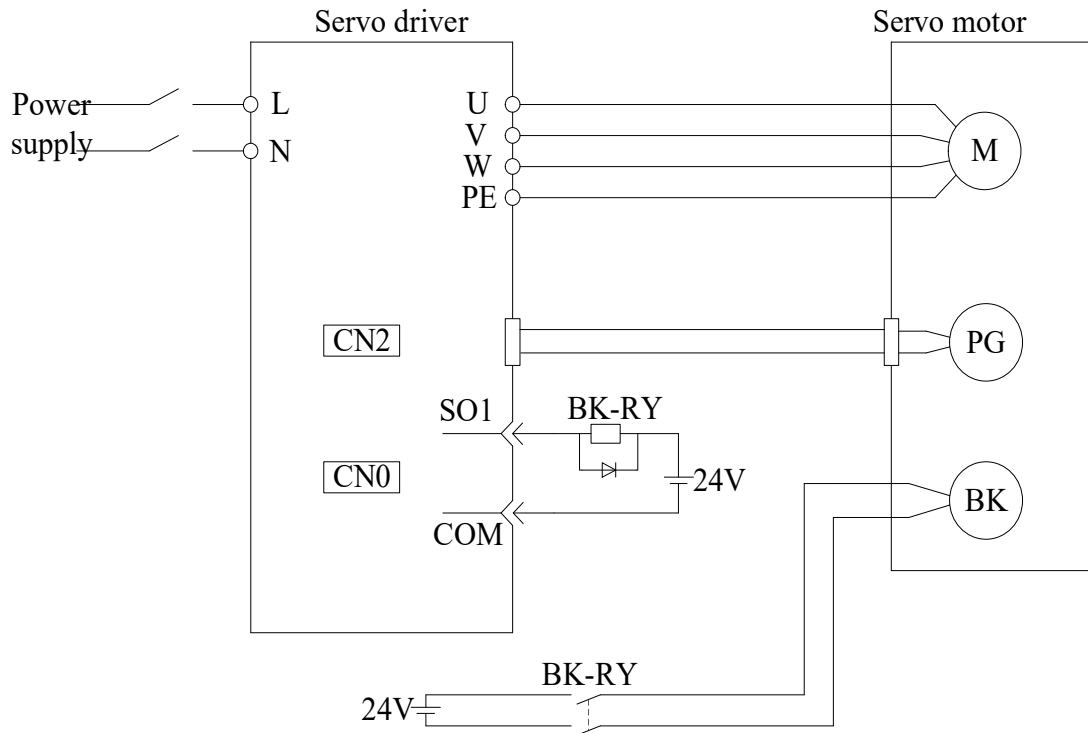 Servo driver
Servo motor
Power
supply
L
N
U
V
W
PE
M
CN2
PG
SO1
BK-RY
CN0
24V
COM
BK
BK-RY
24V